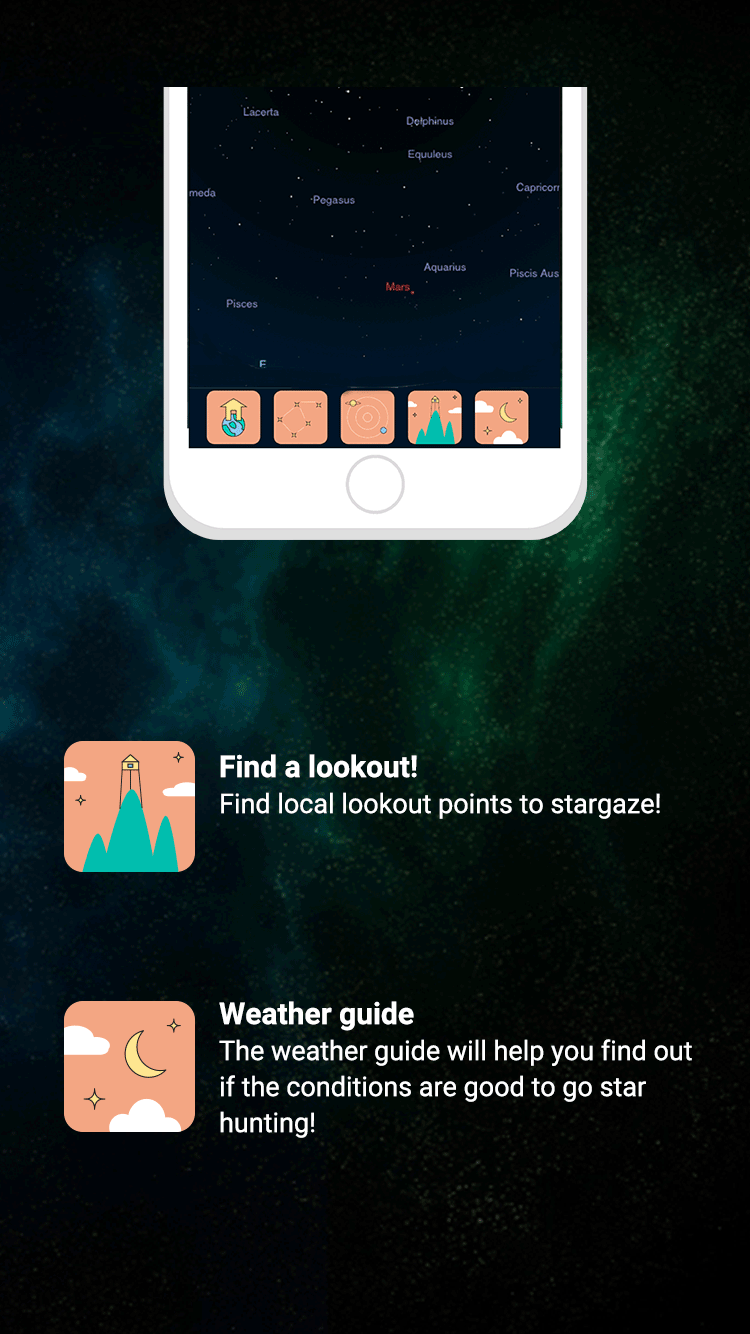 Lacerta
Delphinus
Equuleus
meda
Capricorr
Pegasus
Aquarius
Piscis Aus
Mars
Pisces
Find a lookout!
Find local lookout points to stargaze!
Weather guide
The weather guide will help you find out
if the conditions are good to go star
hunting!